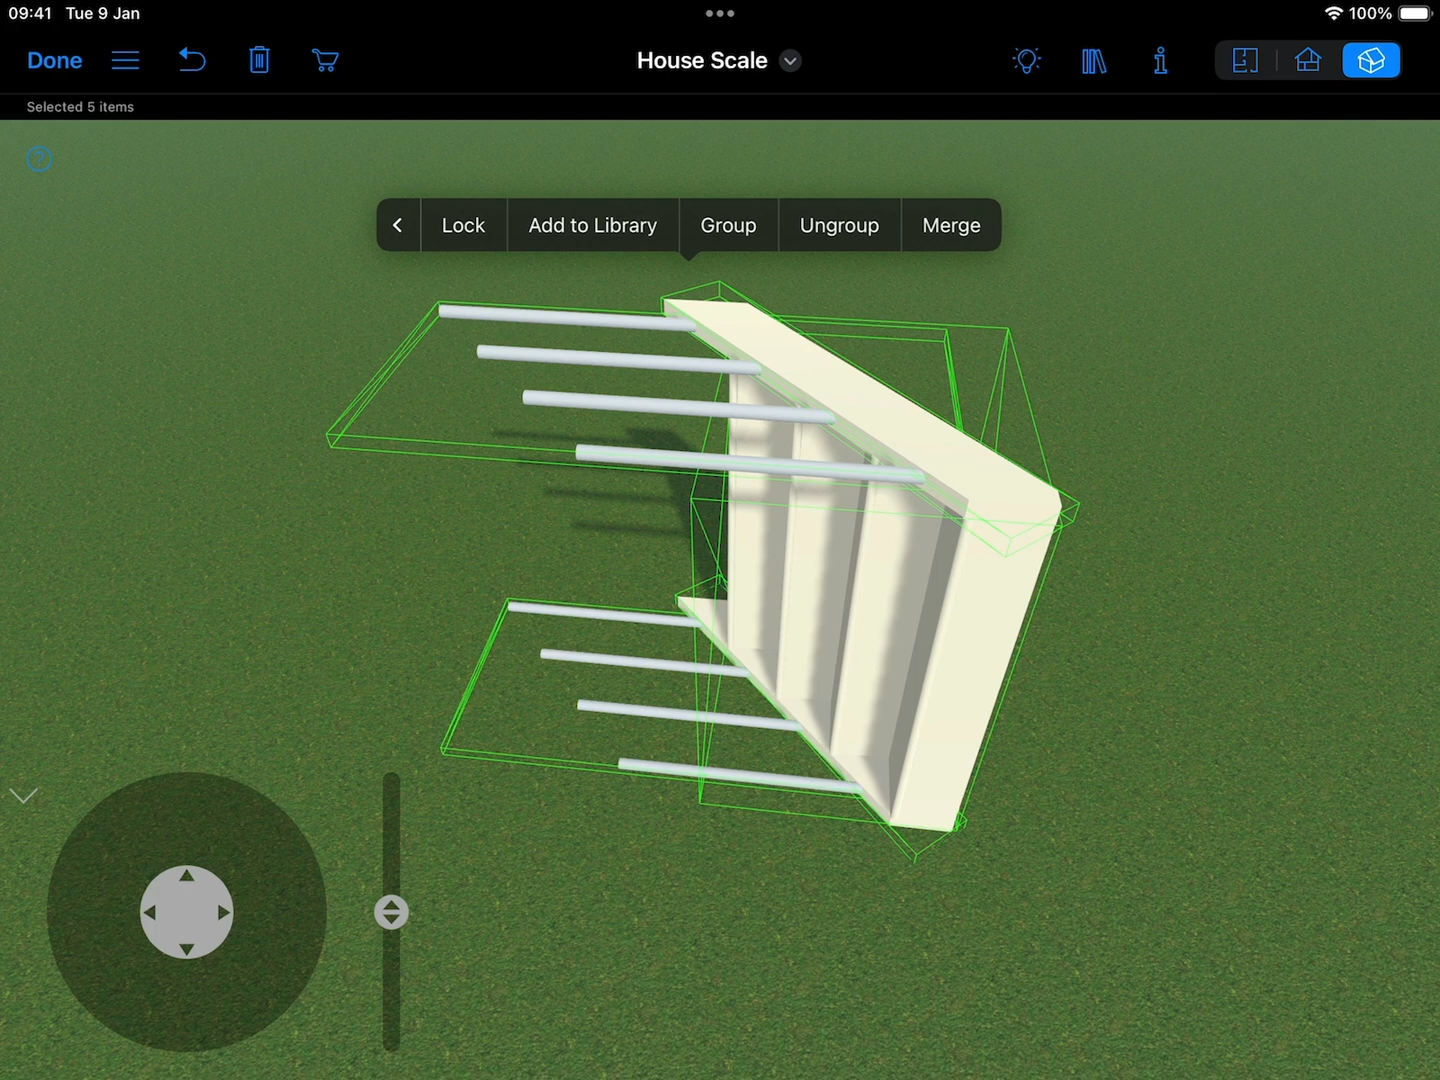 09:41 Tue 9 Jan
100%
Done
House Scale
Selected 5 items
?
Lock
Add to Library
Group
Ungroup
Merge